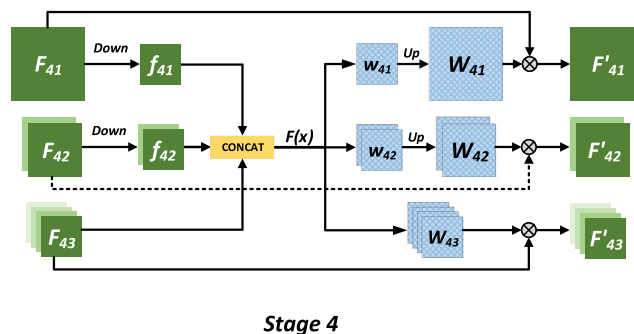 F41 Down f41 w41 Up W41 F'41
F42 Down f42 CONCAT F(x) w42 Up W42 F'42
F43 W43 F'43
Stage 4